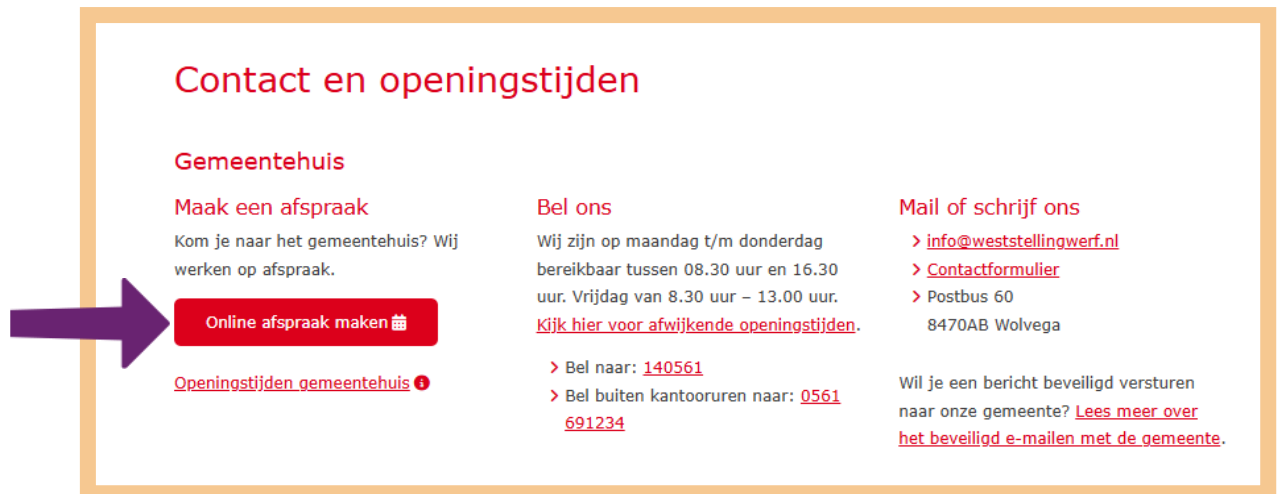 Contact en openingstijden
Gemeentehuis
Maak een afspraak
Kom je naar het gemeentehuis? Wij
werken op afspraak.
Online afspraak maken
Openingstijden gemeentehuis
Bel ons
Wij zijn op maandag t/m donderdag
bereikbaar tussen 08.30 uur en 16.30
uur. Vrijdag van 8.30 uur – 13.00 uur.
Kijk hier voor afwijkende openingstijden.
Bel naar: 140561
Bel buiten kantooruren naar: 0561
691234
Mail of schrijf ons
info@weststellingwerf.nl
Contactformulier
Postbus 60
8470AB Wolvega
Wil je een bericht beveiligd versturen
naar onze gemeente? Lees meer over
het beveiligd e-mailen met de gemeente.